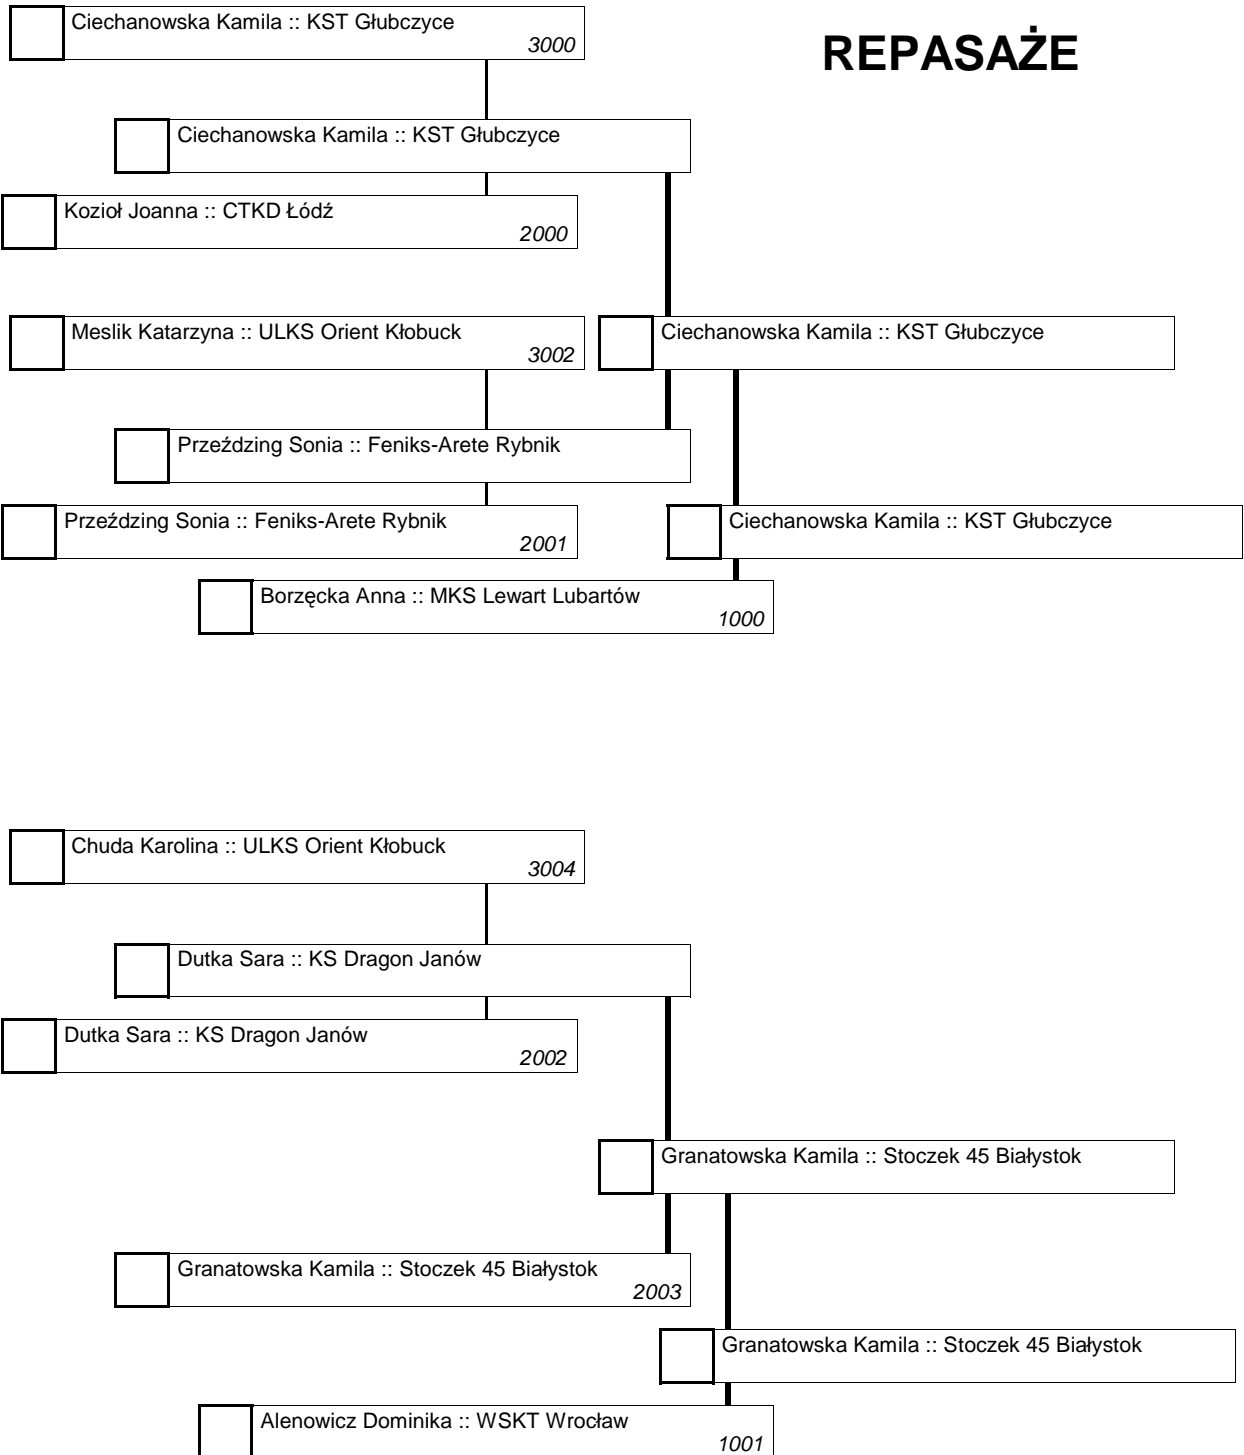 Ciechanowska Kamila :: KST Głubczyce
3000
REPASAŻE
Ciechanowska Kamila :: KST Głubczyce
Kozioł Joanna :: CTKD Łódź
2000
Meslik Katarzyna :: ULKS Orient Kłobuck
3002
Ciechanowska Kamila :: KST Głubczyce
Przeździng Sonia :: Feniks-Arete Rybnik
Przeździng Sonia :: Feniks-Arete Rybnik
2001
Ciechanowska Kamila :: KST Głubczyce
Borzęcka Anna :: MKS Lewart Lubartów
1000
Chuda Karolina :: ULKS Orient Kłobuck
3004
Dutka Sara :: KS Dragon Janów
Dutka Sara :: KS Dragon Janów
2002
Granatowska Kamila :: Stoczek 45 Białystok
Granatowska Kamila :: Stoczek 45 Białystok
2003
Granatowska Kamila :: Stoczek 45 Białystok
Alenowicz Dominika :: WSKT Wrocław
1001